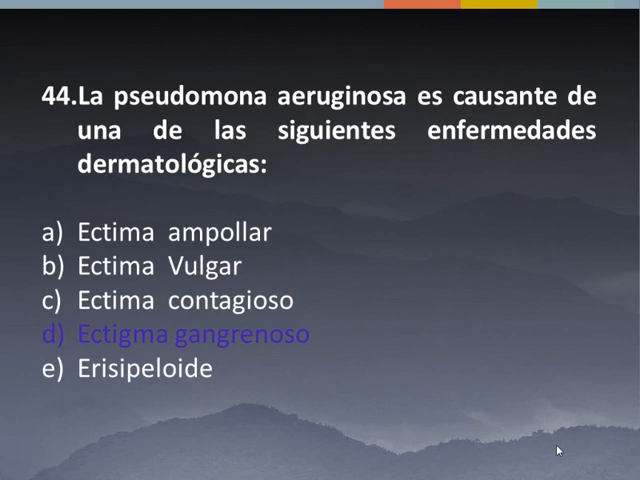 44.La pseudomona aeruginosa es causante de
una de las siguientes enfermedades
dermatológicas:
a) Ectima ampollar
b) Ectima Vulgar
c) Ectima contagioso
d) Ectigma gangrenoso
e) Erisipeloide